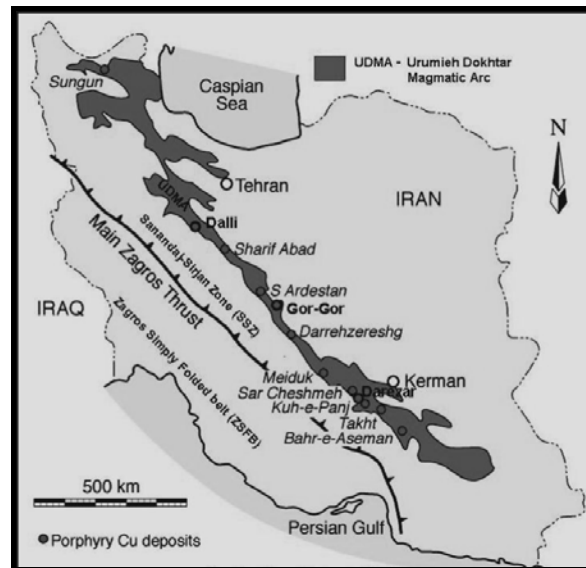 UDMA - Urumieh Dokhtar
Magmatic Arc
Sungun
Caspian
Sea
N
Tehran
IRAN
UDMA
Dalli
Sharif Abad
Sanandaj-Sirjan Zone (SSZ)
Main Zagros Thrust
IRAQ
S Ardestan
Gor-Gor
Zagros Simply Folded belt (ZSFB)
Darrehzereshg
Meiduk
Kerman
Sar Cheshmeh
Darezar
Kuh-e-Panj
Takht
Bahr-e-Aseman
500 km
Persian Gulf
Porphyry Cu deposits